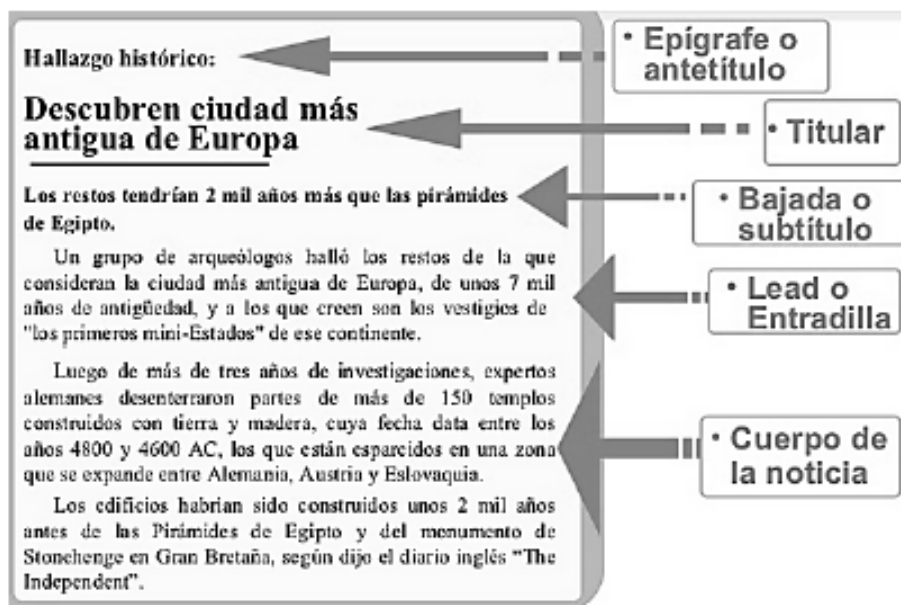 Hallazgo histórico:
• Epígrafe o
antetítulo
Descubren ciudad más
antigua de Europa
• Titular
Los restos tendrían 2 mil años más que las pirámides
de Egipto.
• Bajada o
subtítulo
Un grupo de arqueólogos halló los restos de la que
consideran la ciudad más antigua de Europa, de unos 7 mil
años de antigüedad, y a los que creen son los vestigios de
"los primeros mini-Estados" de ese continente.
• Lead o
Entradilla
Luego de más de tres años de investigaciones, expertos
alemanes desenterraron partes de más de 150 templos
construidos con tierra y madera, cuya fecha data entre los
años 4800 y 4600 AC, los que están esparcidos en una zona
que se expande entre Alemania, Austria y Eslovaquia.
Los edificios habrían sido construidos unos 2 mil años
antes de las Pirámides de Egipto y del monumento de
Stonehenge en Gran Bretaña, según dijo el diario inglés “The
Independent”.
• Cuerpo de
la noticia